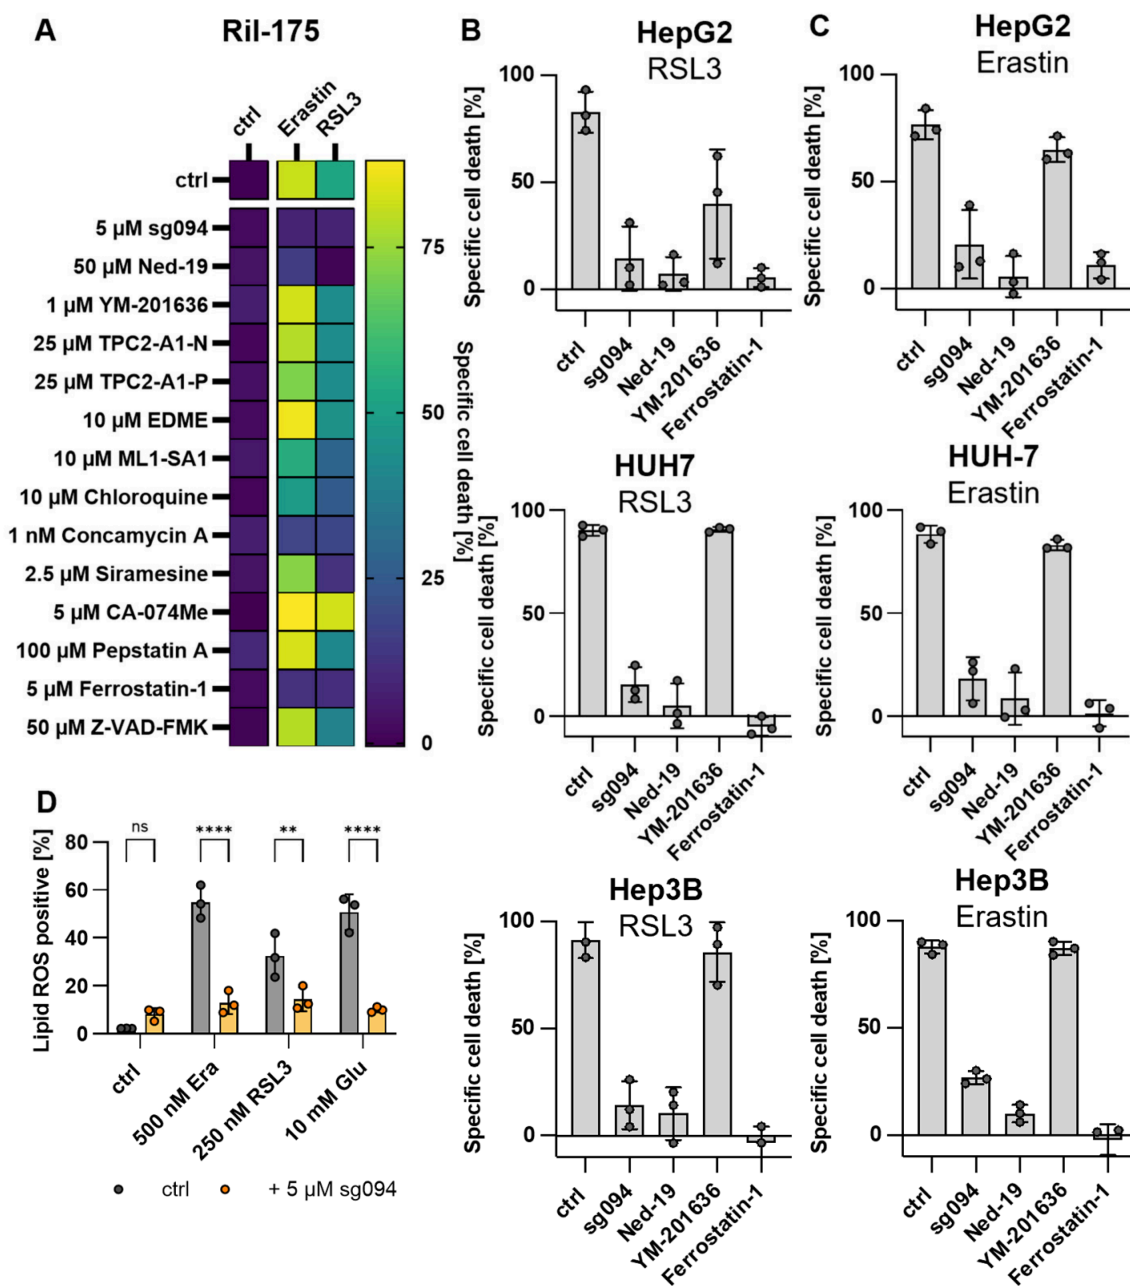 A
Ril-175
ctrl
Erastin
RSL3
ctrl
5 µM sg094
50 µM Ned-19
1 µM YM-201636
25 µM TPC2-A1-N
25 µM TPC2-A1-P
10 µM EDME
10 µM ML1-SA1
10 µM Chloroquine
1 nM Concamycin A
2.5 µM Siramesine
5 µM CA-074Me
100 µM Pepstatin A
5 µM Ferrostatin-1
50 µM Z-VAD-FMK
75
50
25
0
Specific cell death [%]
B
HepG2
RSL3
Specific cell death [%]
100
50
0
ctrl
sg094
Ned-19
YM-201636
Ferrostatin-1
HUH7
RSL3
Specific cell death [%]
100
50
0
ctrl
sg094
Ned-19
YM-201636
Ferrostatin-1
Hep3B
RSL3
Specific cell death [%]
100
50
0
ctrl
sg094
Ned-19
YM-201636
Ferrostatin-1
C
HepG2
Erastin
Specific cell death [%]
100
50
0
ctrl
sg094
Ned-19
YM-201636
Ferrostatin-1
HUH-7
Erastin
Specific cell death [%]
100
50
0
ctrl
sg094
Ned-19
YM-201636
Ferrostatin-1
Hep3B
Erastin
Specific cell death [%]
100
50
0
ctrl
sg094
Ned-19
YM-201636
Ferrostatin-1
D
Lipid ROS positive [%]
80
60
40
20
0
ns
****
**
****
ctrl
500 nM Era
250 nM RSL3
10 mM Glu
ctrl
+ 5 µM sg094